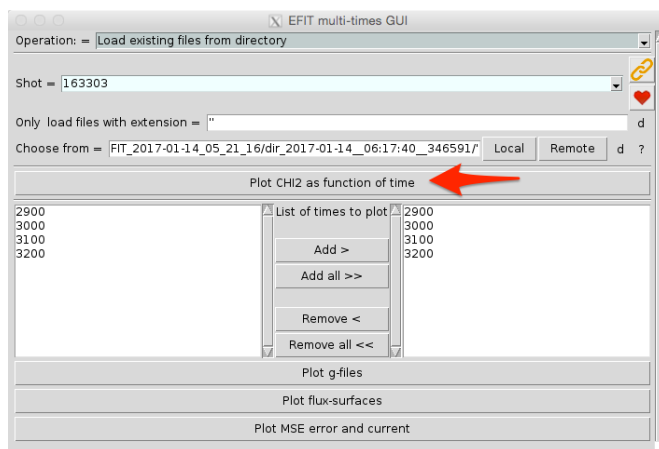 EFIT multi-times GUI
Operation: = Load existing files from directory
Shot = 163303
Only load files with extension = ''
d
Choose from = FIT_2017-01-14_05_21_16/dir_2017-01-14__06:17:40__346591/' Local Remote d ?
Plot CHI2 as function of time
2900
3000
3100
3200
List of times to plot
Add >
Add all >>
Remove <
Remove all <<
2900
3000
3100
3200
Plot g-files
Plot flux-surfaces
Plot MSE error and current